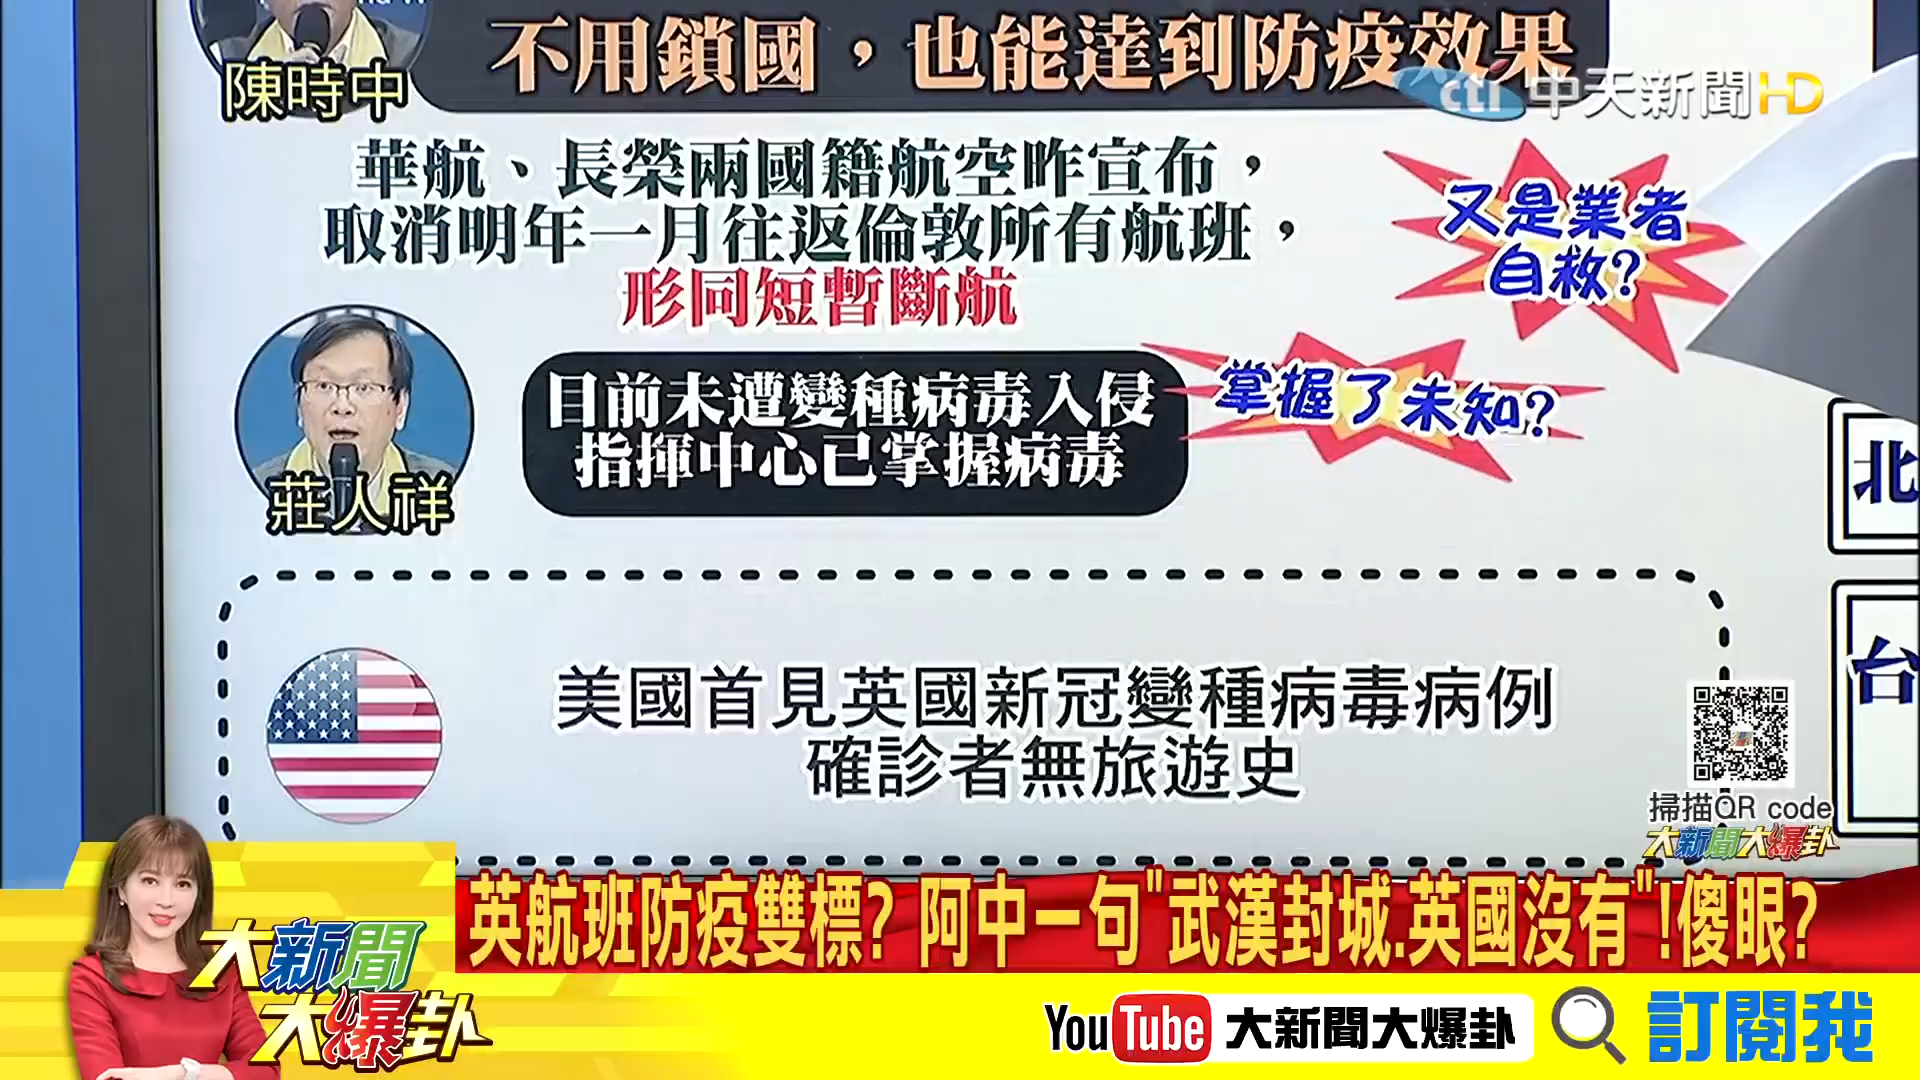 不用鎖國，也能達到防疫效果
陳時中
cti 中天新聞HD
華航、長榮兩國籍航空昨宣布，
取消明年一月往返倫敦所有航班，
形同短暫斷航
又是業者
自救?
目前未遭變種病毒入侵
指揮中心已掌握病毒
掌握了未知?
莊人祥
北
台
美國首見英國新冠變種病毒病例
確診者無旅遊史
掃描QR code
大新聞大爆卦
英航班防疫雙標? 阿中一句"武漢封城.英國沒有"!傻眼?
大新聞
大爆卦
YouTube 大新聞大爆卦
訂閱我